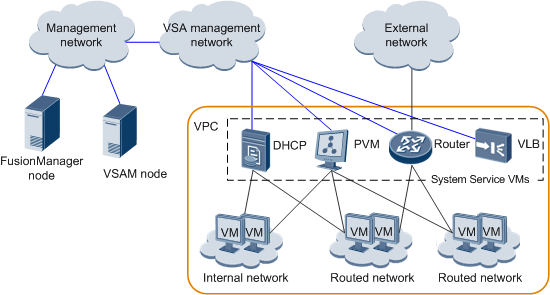 Management
network
VSA management
network
External
network
FusionManager
node
VSAM node
VPC
DHCP
PVM
Router
VLB
System Service VMs
VM VM
VM VM
VM VM
Internal network
Routed network
Routed network